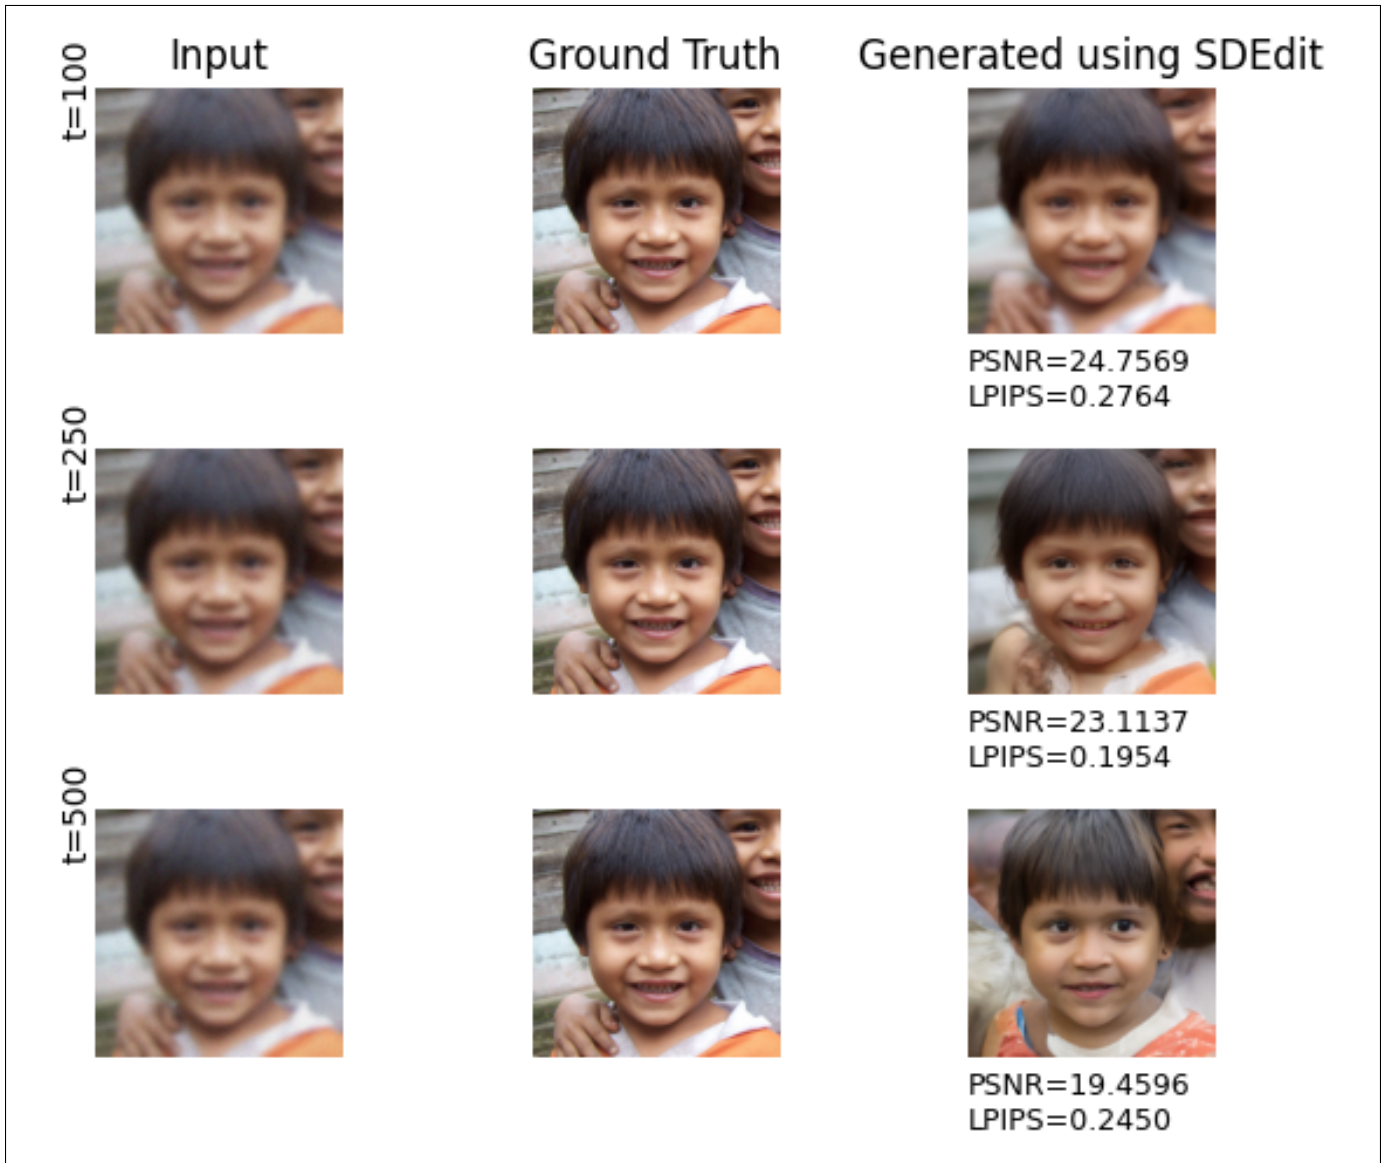 Input Ground Truth Generated using SDEdit
t=100
PSNR=24.7569
LPIPS=0.2764
t=250
PSNR=23.1137
LPIPS=0.1954
t=500
PSNR=19.4596
LPIPS=0.2450